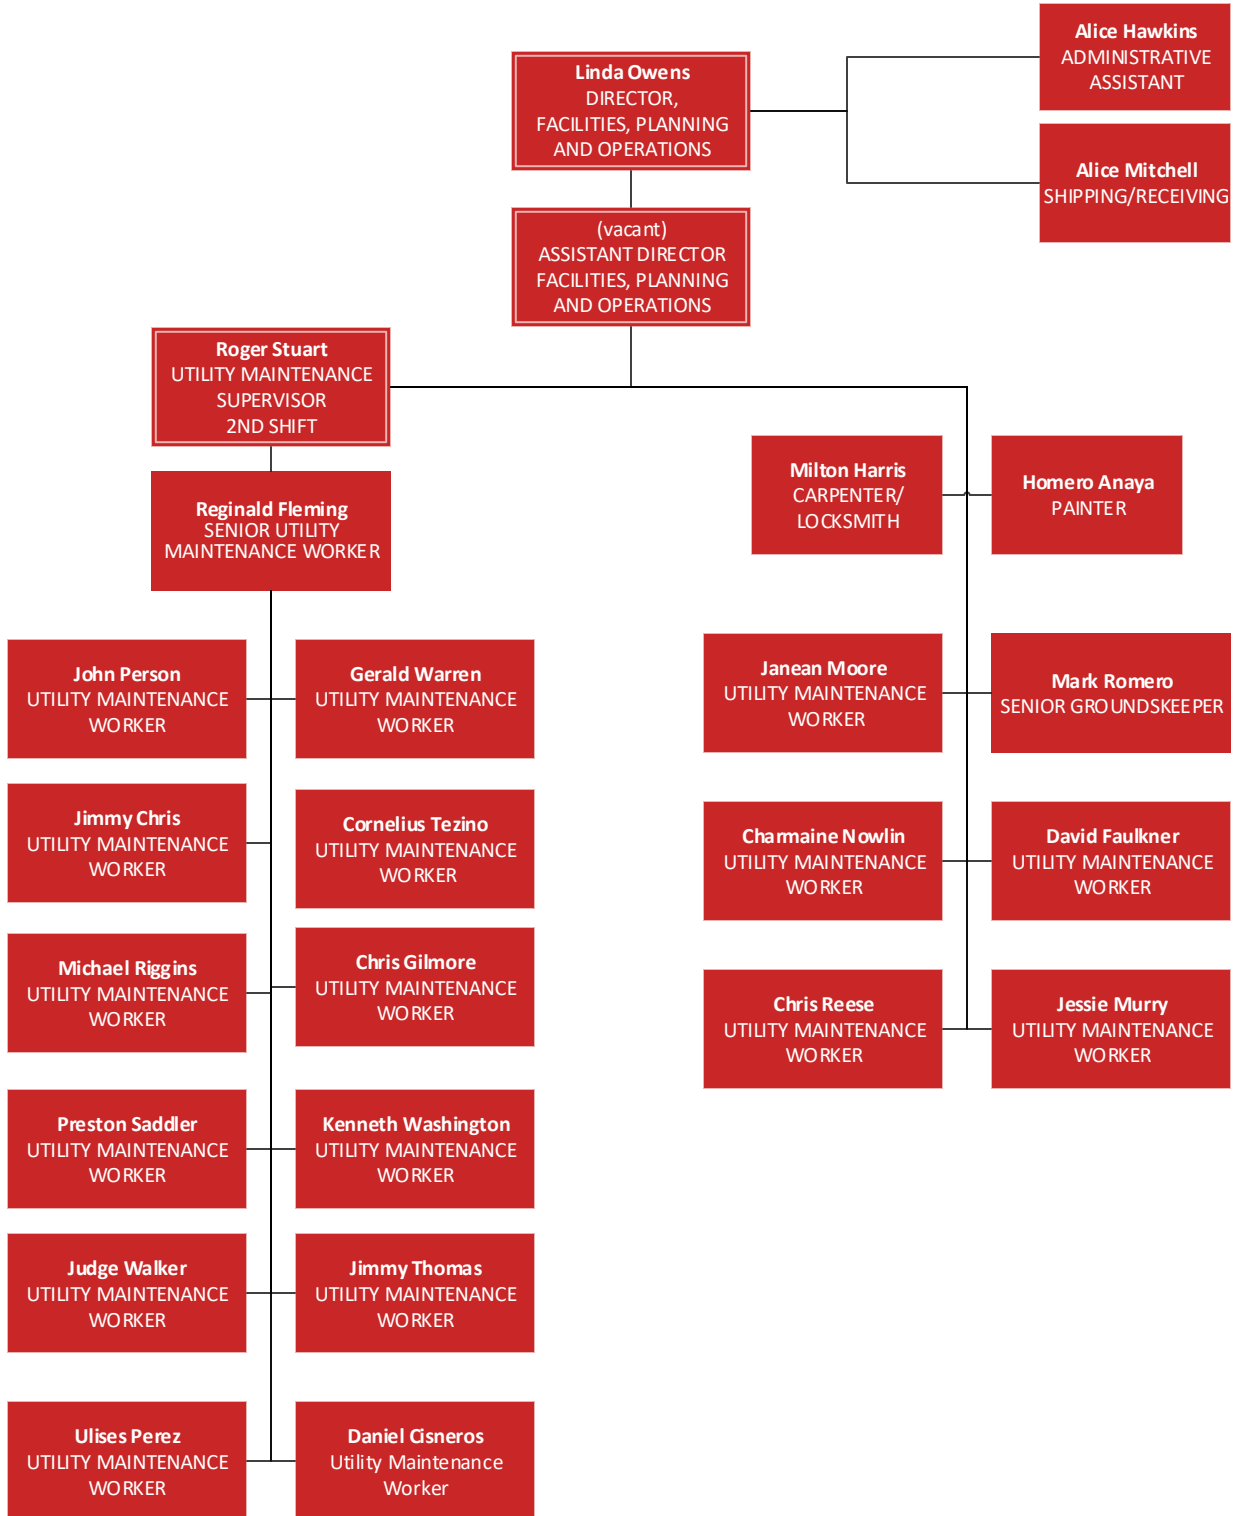 Alice Hawkins
ADMINISTRATIVE
ASSISTANT
Linda Owens
DIRECTOR,
FACILITIES, PLANNING
AND OPERATIONS
Alice Mitchell
SHIPPING/RECEIVING
(vacant)
ASSISTANT DIRECTOR
FACILITIES, PLANNING
AND OPERATIONS
Roger Stuart
UTILITY MAINTENANCE
SUPERVISOR
2ND SHIFT
Reginald Fleming
SENIOR UTILITY
MAINTENANCE WORKER
Milton Harris
CARPENTER/
LOCKSMITH
Homero Anaya
PAINTER
John Person
UTILITY MAINTENANCE
WORKER
Gerald Warren
UTILITY MAINTENANCE
WORKER
Janean Moore
UTILITY MAINTENANCE
WORKER
Mark Romero
SENIOR GROUNDSKEEPER
Jimmy Chris
UTILITY MAINTENANCE
WORKER
Cornelius Tezino
UTILITY MAINTENANCE
WORKER
Charmaine Nowlin
UTILITY MAINTENANCE
WORKER
David Faulkner
UTILITY MAINTENANCE
WORKER
Michael Riggins
UTILITY MAINTENANCE
WORKER
Chris Gilmore
UTILITY MAINTENANCE
WORKER
Chris Reese
UTILITY MAINTENANCE
WORKER
Jessie Murry
UTILITY MAINTENANCE
WORKER
Preston Saddler
UTILITY MAINTENANCE
WORKER
Kenneth Washington
UTILITY MAINTENANCE
WORKER
Judge Walker
UTILITY MAINTENANCE
WORKER
Jimmy Thomas
UTILITY MAINTENANCE
WORKER
Ulises Perez
UTILITY MAINTENANCE
WORKER
Daniel Cisneros
Utility Maintenance
Worker